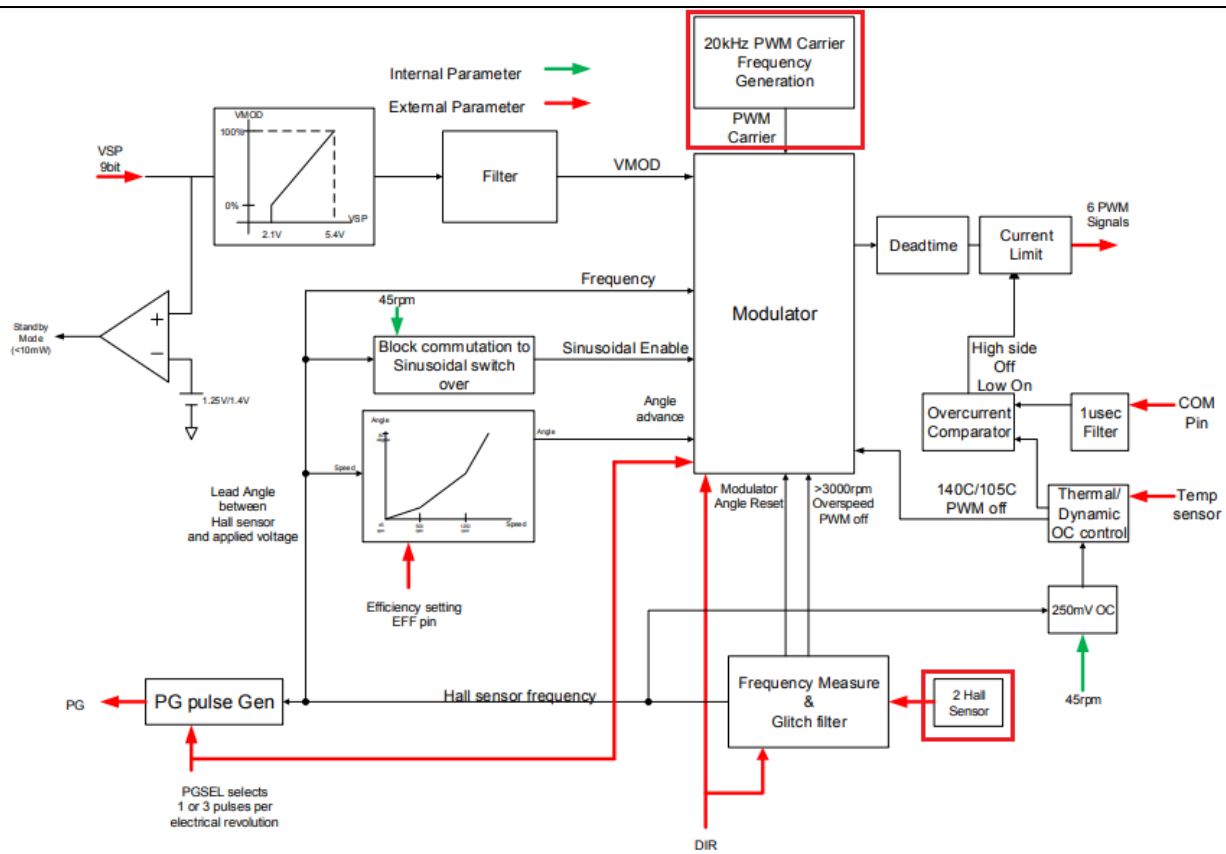 20kHz PWM Carrier
Frequency
Generation
Internal Parameter
External Parameter
PWM
Carrier
VMOD
100%
0%
VSP
2.1V
5.4V
VSP
9bit
Filter
VMOD
6 PWM
Signals
Deadtime
Current
Limit
Frequency
Modulator
45rpm
Standby
Mode
(<10mW)
+
−
1.25V/1.4V
Block commutation to
Sinusoidal switch
over
Sinusoidal Enable
High side
Off
Low On
Overcurrent
Comparator
1usec
Filter
COM
Pin
Angle
advance
Angle
Angle
Speed
Speed
Lead Angle
between
Hall sensor
and applied voltage
Modulator
Angle Reset
>3000rpm
Overspeed
PWM off
140C/105C
PWM off
Thermal/
Dynamic
OC control
Temp
sensor
Efficiency setting
EFF pin
250mV OC
45rpm
PG
PG pulse Gen
Hall sensor frequency
Frequency Measure
&
Glitch filter
2 Hall
Sensor
PGSEL selects
1 or 3 pulses per
electrical revolution
DIR